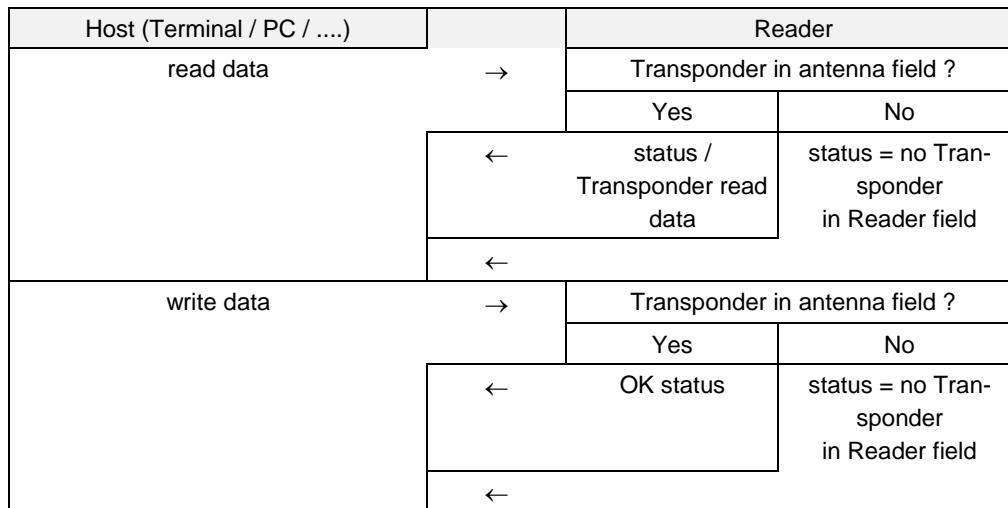 Host (Terminal / PC / ....) Reader
read data → Transponder in antenna field ?
Yes No
← status / status = no Tran-
Transponder read sponder
data in Reader field
←
write data → Transponder in antenna field ?
Yes No
← OK status status = no Tran-
sponder
in Reader field
←